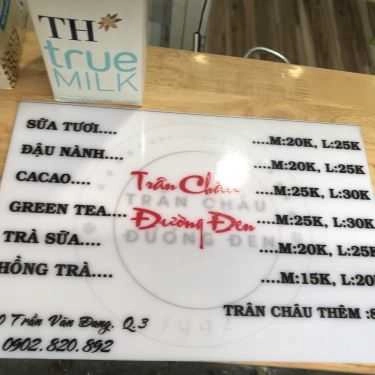 TH
true
MILK
SỮA TƯƠI.... ....M:20K, L:25K
ĐẬU NÀNH.... ....M:20K, L:25K
CACAO.... ....M:25K, L:30K
GREEN TEA.... ....M:25K, L:30K
TRÀ SỮA.... ....M:20K, L:25K
HỒNG TRÀ.... ....M:15K, L:20
Trân Châu
TRÂN CHÂU
Đường Đen
ĐƯỜNG ĐEN
TRÂN CHÂU THÊM :
0 Trần Văn Đang, Q.3
0902.820.892